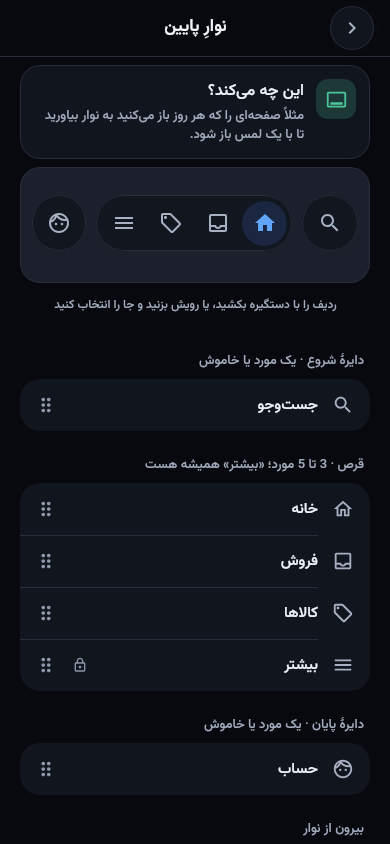 نوارِ پایین
این چه می‌کند؟
مثلاً صفحه‌ای را که هر روز باز می‌کنید به نوار بیاورید
تا با یک لمس باز شود.
ردیف را با دستگیره بکشید، یا رویش بزنید و جا را انتخاب کنید
دایرهٔ شروع · یک مورد یا خاموش
جست‌وجو
قرص · 3 تا 5 مورد؛ «بیشتر» همیشه هست
خانه
فروش
کالاها
بیشتر
دایرهٔ پایان · یک مورد یا خاموش
حساب
بیرون از نوار